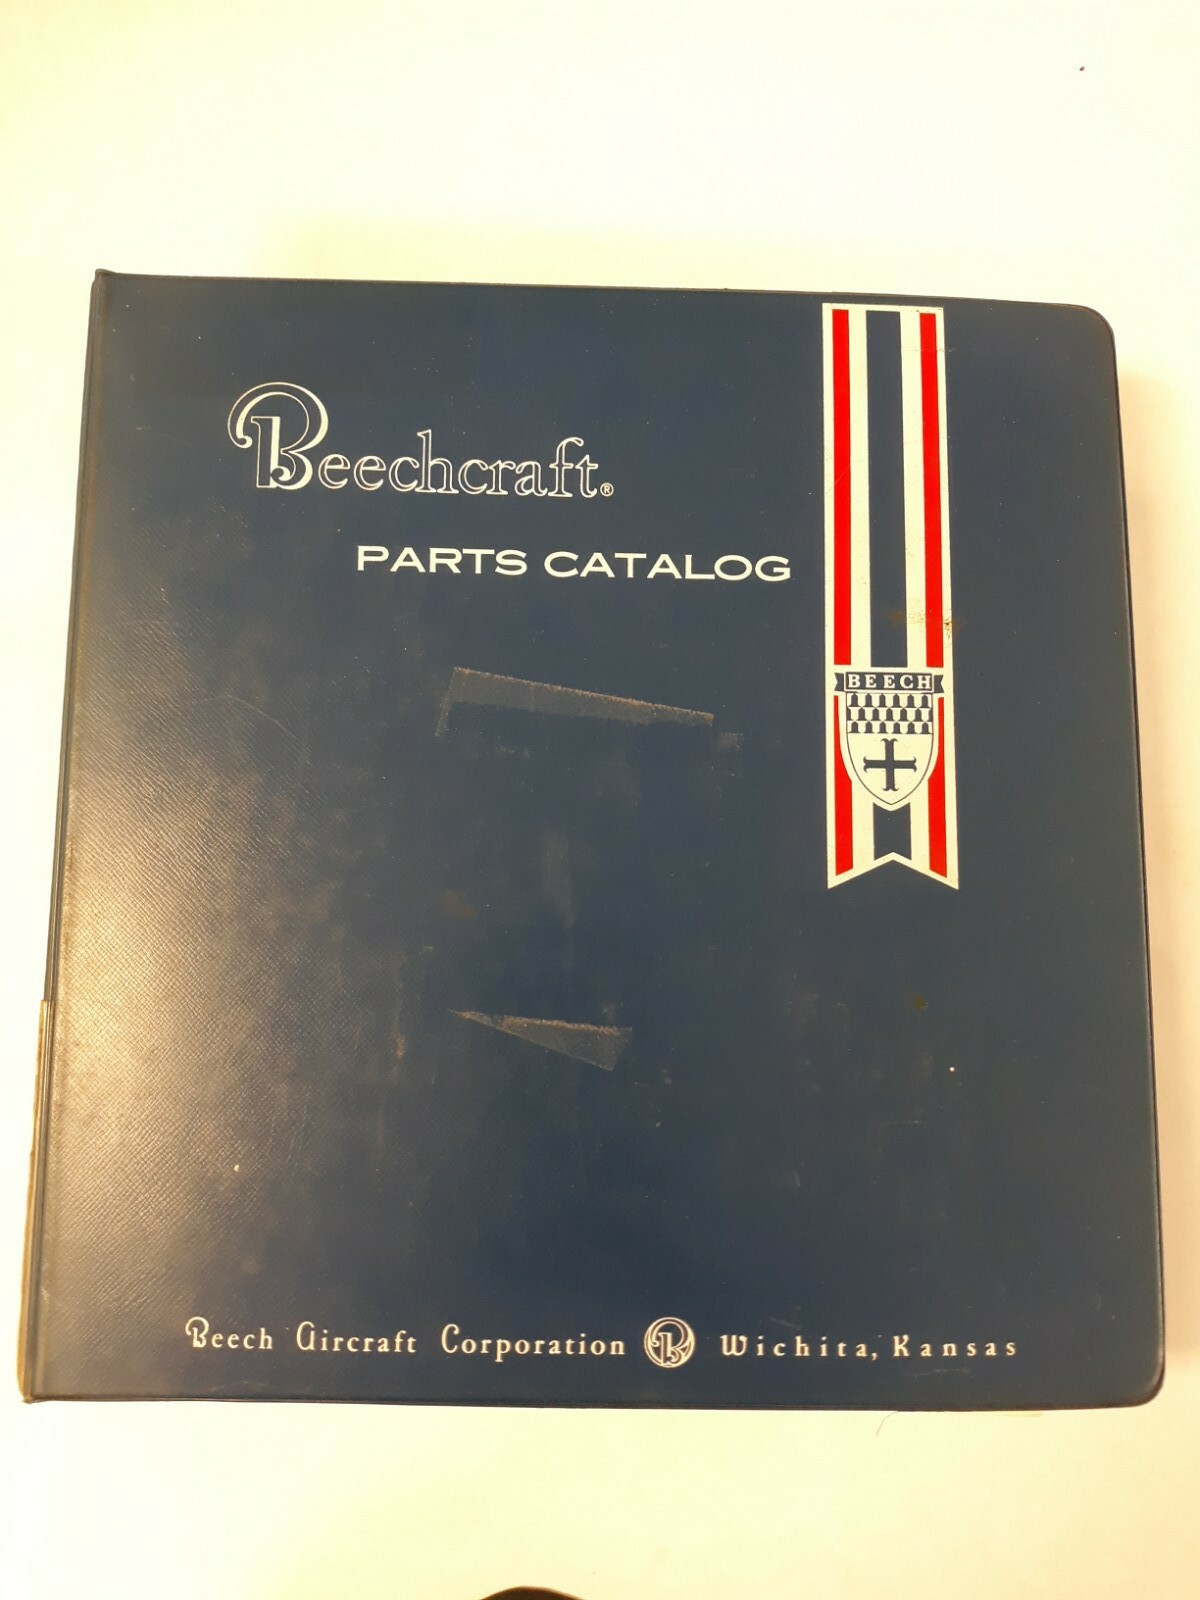 Beechcraft®
PARTS CATALOG
BEECH
Beech Aircraft Corporation B Wichita, Kansas